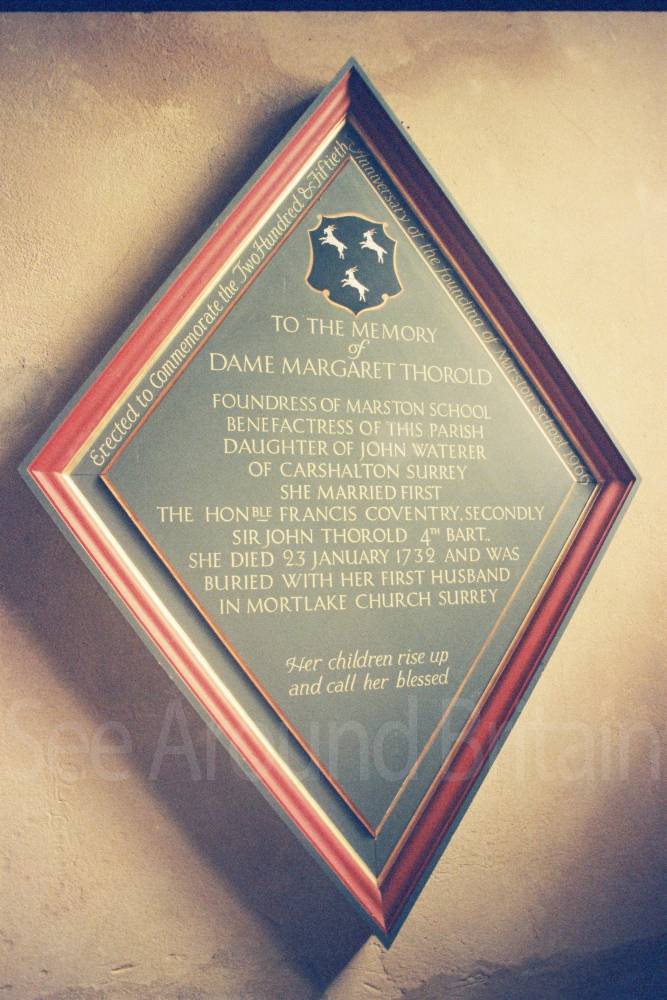 Erected to Commemorate the Two Hundred & Fiftieth
Anniversary of the founding of Marston School 1966
TO THE MEMORY
of
DAME MARGARET THOROLD
FOUNDRESS OF MARSTON SCHOOL
BENEFACTRESS OF THIS PARISH
DAUGHTER OF JOHN WATERER
OF CARSHALTON SURREY
SHE MARRIED FIRST
THE HONBLE FRANCIS COVENTRY, SECONDLY
SIR JOHN THOROLD 4TH BART.,
SHE DIED 23 JANUARY 1732 AND WAS
BURIED WITH HER FIRST HUSBAND
IN MORTLAKE CHURCH SURREY
Her children rise up
and call her blessed
See Around Britain